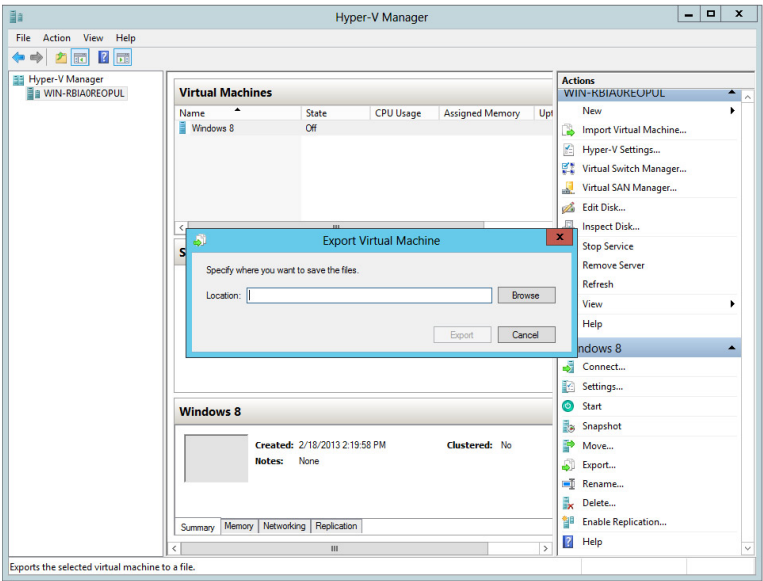 Hyper-V Manager
File Action View Help
Hyper-V Manager
WIN-RBIA0REOPUL
Virtual Machines
Name State CPU Usage Assigned Memory Upt
Windows 8 Off
S
Export Virtual Machine
Specify where you want to save the files.
Location:
Browse
Export Cancel
Windows 8
Created: 2/18/2013 2:19:58 PM Clustered: No
Notes: None
Summary Memory Networking Replication
Actions
WIN-RBIA0REOPUL
New
Import Virtual Machine...
Hyper-V Settings...
Virtual Switch Manager...
Virtual SAN Manager...
Edit Disk...
Inspect Disk...
Stop Service
Remove Server
Refresh
View
Help
ndows 8
Connect...
Settings...
Start
Snapshot
Move...
Export...
Rename...
Delete...
Enable Replication...
Help
Exports the selected virtual machine to a file.